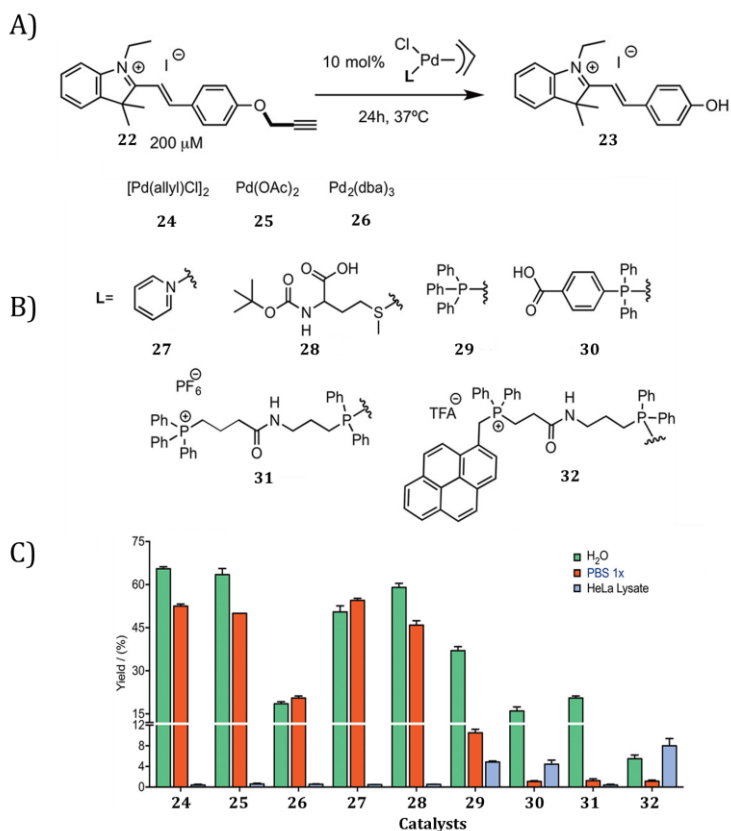 A)
I⊖
N⊕
O
22 200 μM
10 mol%
Cl
Pd
L
24h, 37ºC
I⊖
N⊕
OH
23
[Pd(allyl)Cl]2 Pd(OAc)2 Pd2(dba)3
24 25 26
B)
L=
N
27
O OH
O
O N
H
S
28
Ph
Ph P
Ph
29
HO
O
Ph
P
Ph
30
PF6⊖
Ph
Ph P⊕
Ph
O
H
N
Ph
P
Ph
31
TFA⊖
Ph Ph
P⊕
O
H
N
Ph
P Ph
32
C)
Yield / (%)
75
60
45
30
15
12
8
4
0
H2O
PBS 1x
HeLa Lysate
24 25 26 27 28 29 30 31 32
Catalysts